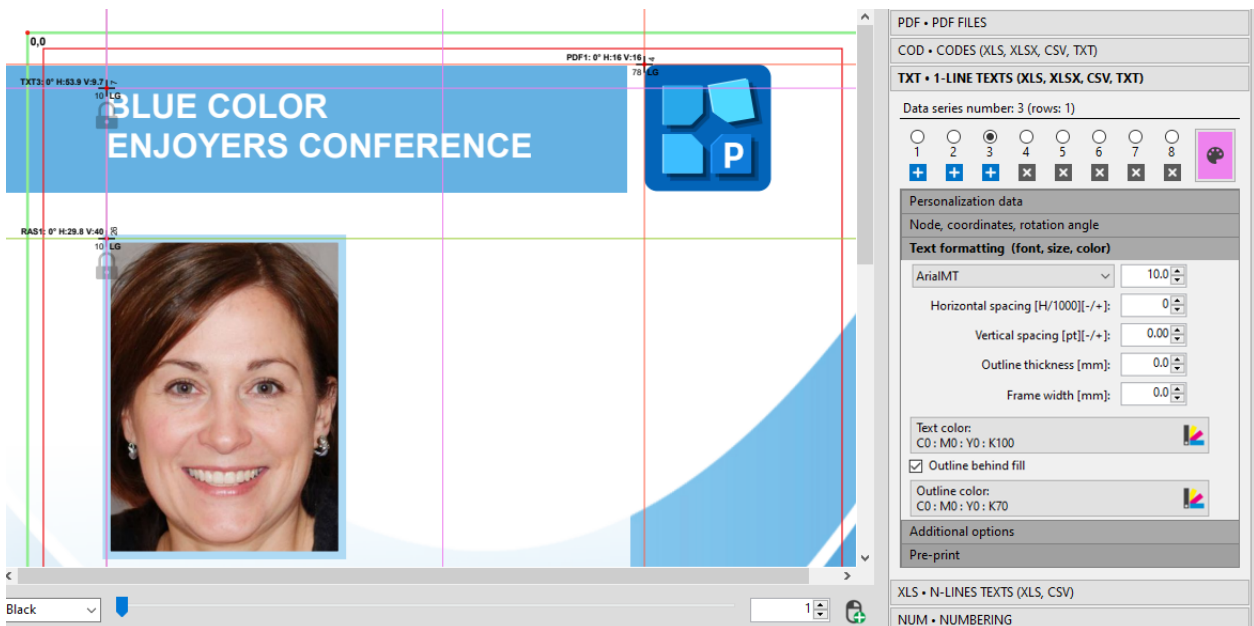 0,0
PDF1: 0° H:16 V:16
78 LG
TXT3: 0° H:53.9 V:9.7
7
10 LG
BLUE COLOR
ENJOYERS CONFERENCE
P
RAS1: 0° H:29.8 V:40
26
10 LG
Black
1
PDF • PDF FILES
COD • CODES (XLS, XLSX, CSV, TXT)
TXT • 1-LINE TEXTS (XLS, XLSX, CSV, TXT)
Data series number: 3 (rows: 1)
1 2 3 4 5 6 7 8
Personalization data
Node, coordinates, rotation angle
Text formatting (font, size, color)
ArialMT 10.0
Horizontal spacing [H/1000][-/+]: 0
Vertical spacing [pt][-/+]: 0.00
Outline thickness [mm]: 0.0
Frame width [mm]: 0.0
Text color:
C0 : M0 : Y0 : K100
Outline behind fill
Outline color:
C0 : M0 : Y0 : K70
Additional options
Pre-print
XLS • N-LINES TEXTS (XLS, CSV)
NUM • NUMBERING